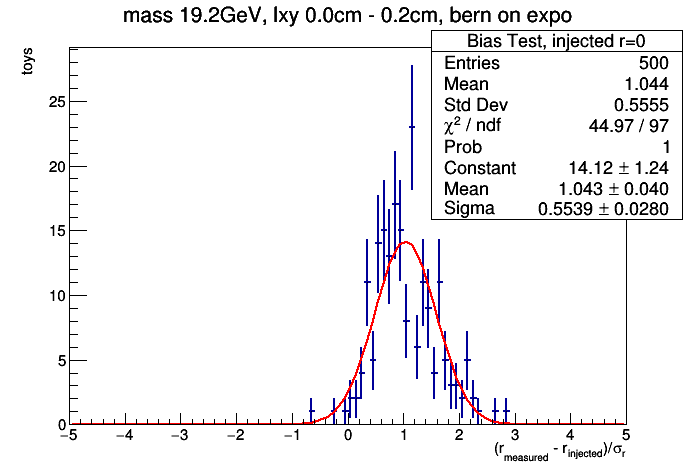 mass 19.2GeV, lxy 0.0cm - 0.2cm, bern on expo
Bias Test, injected r=0
Entries 500
Mean 1.044
Std Dev 0.5555
χ² / ndf 44.97 / 97
Prob 1
Constant 14.12 ± 1.24
Mean 1.043 ± 0.040
Sigma 0.5539 ± 0.0280
toys
25
20
15
10
5
0
−5 −4 −3 −2 −1 0 1 2 3 4 5
(r_measured - r_injected)/σ_r